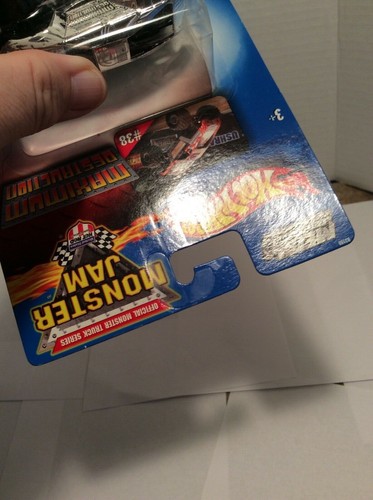 OFFICIAL MONSTER TRUCK SERIES
MONSTER
JAM
Hot Wheels
3+
MAXIMUM
DESTRUCTION
#38